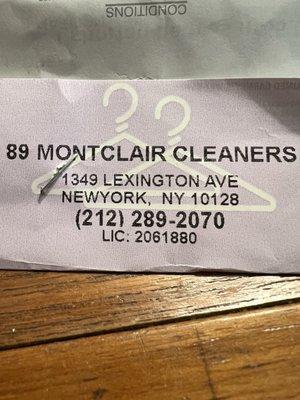 CONDITIONS
89 MONTCLAIR CLEANERS
1349 LEXINGTON AVE
NEWYORK, NY 10128
(212) 289-2070
LIC: 2061880